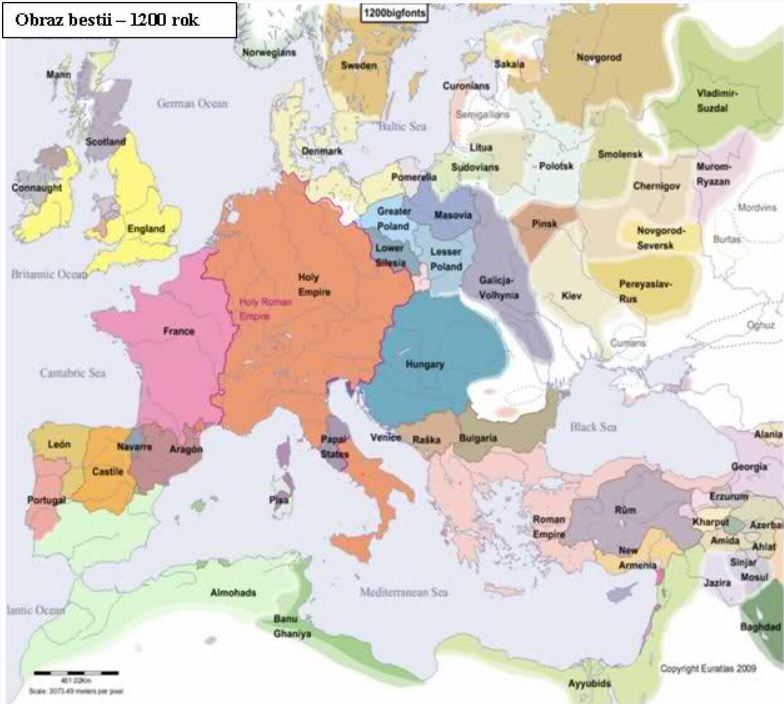 Obraz bestii – 1200 rok
1200bigfonts
Norwegians
Sweden
Novgorod
Sakala
Mann
Curonians
Vladimir-
Suzdal
German Ocean
Semigallians
Scotland
Baltic Sea
Denmark
Litua
Smolensk
Sudovians
Polotsk
Murom-
Ryazan
Connaught
Pomerella
Chernigov
Mordvins
England
Greater
Poland
Masovia
Pinsk
Novgorod-
Seversk
Burtas
Lower
Silesia
Lesser
Poland
Britannic Ocean
Holy
Empire
Galicja-
Volhynia
Kiev
Pereyaslav-
Rus
Holy Roman
Empire
France
Oghuz
Cumans
Hungary
Cantabric Sea
Black Sea
Alania
León
Navarre
Aragón
Papal
States
Venice
Raška
Bulgaria
Castile
Georgia
Portugal
Pisa
Erzurum
Rûm
Roman
Empire
Kharput
Azerba
Amida
Ahlat
New
Armenia
Sinjar
Mosul
Jazira
Almohads
Mediterranean Sea
lantic Ocean
Banu
Ghaniya
Baghdad
Copyright Euratlas 2009
Ayyubids
461.02Km
Scale: 3073.49 meters per pixel